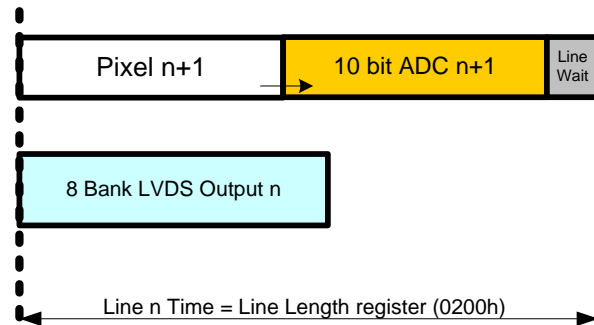 Pixel n+1
10 bit ADC n+1
Line
Wait
8 Bank LVDS Output n
Line n Time = Line Length register (0200h)